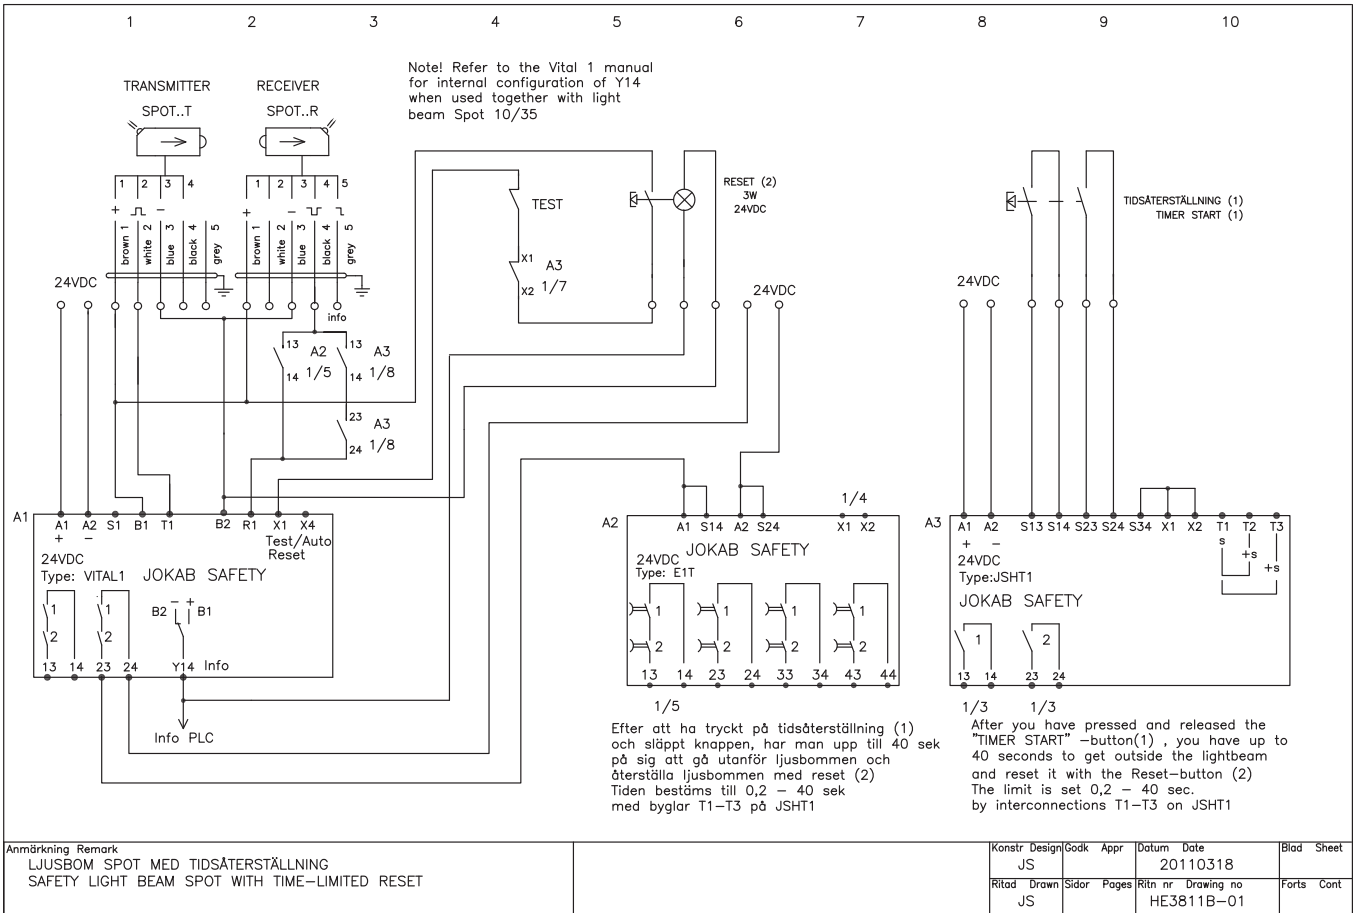 1 2 3 4 5 6 7 8 9 10
Note! Refer to the Vital 1 manual
for internal configuration of Y14
when used together with light
beam Spot 10/35
TRANSMITTER
SPOT..T
RECEIVER
SPOT..R
1 2 3 4
1 2 3 4 5
+ −
+ −
brown 1
white 2
blue 3
black 4
grey 5
brown 1
white 2
blue 3
black 4
grey 5
24VDC
info
TEST
X1
X2
A3
1/7
RESET (2)
3W
24VDC
24VDC
TIDSÅTERSTÄLLNING (1)
TIMER START (1)
24VDC
13
14
A2
1/5
13
14
A3
1/8
23
24
A3
1/8
A1
A1 A2 S1 B1 T1 B2 R1 X1 X4
+ −
Test/Auto
Reset
24VDC
Type: VITAL1
JOKAB SAFETY
1
2
1
2
− +
B2 B1
13 14 23 24 Y14 Info
Info PLC
A2
1/4
A1 S14 A2 S24 X1 X2
JOKAB SAFETY
24VDC
Type: E1T
1 1 1 1
2 2 2 2
13 14 23 24 33 34 43 44
1/5
A3
A1 A2 S13 S14 S23 S24 S34 X1 X2 T1 T2 T3
+ −
s +s +s
24VDC
Type:JSHT1
JOKAB SAFETY
1 2
13 14 23 24
1/3 1/3
Efter att ha tryckt på tidsåterställning (1)
och släppt knappen, har man upp till 40 sek
på sig att gå utanför ljusbommen och
återställa ljusbommen med reset (2)
Tiden bestäms till 0,2 − 40 sek
med byglar T1−T3 på JSHT1
After you have pressed and released the
"TIMER START" −button(1) , you have up to
40 seconds to get outside the lightbeam
and reset it with the Reset−button (2)
The limit is set 0,2 − 40 sec.
by interconnections T1−T3 on JSHT1
Anmärkning Remark
LJUSBOM SPOT MED TIDSÅTERSTÄLLNING
SAFETY LIGHT BEAM SPOT WITH TIME−LIMITED RESET
Konstr Design
JS
Godk Appr
Datum Date
20110318
Blad Sheet
Ritad Drawn
JS
Sidor Pages
Ritn nr Drawing no
HE3811B−01
Forts Cont